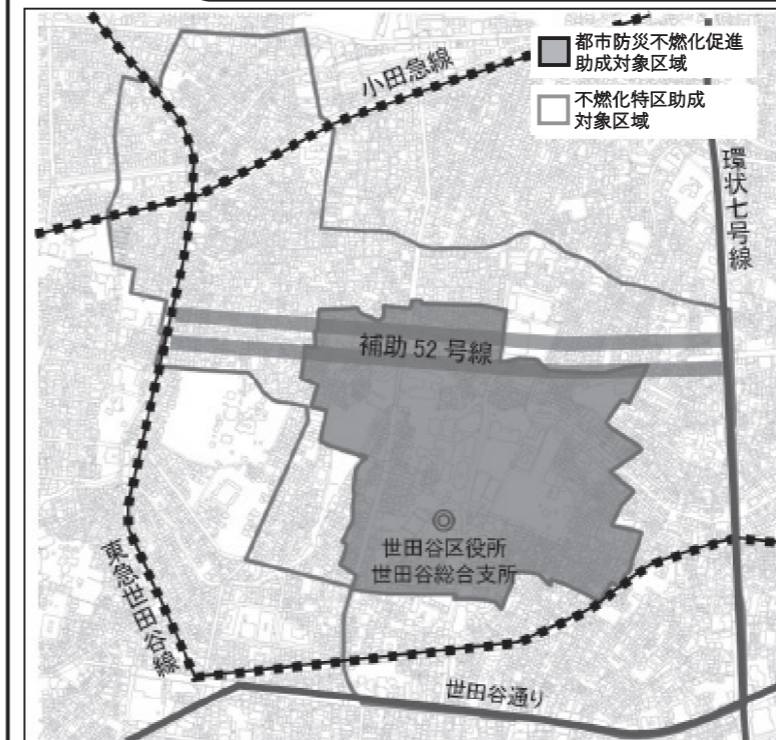 都市防災不燃化促進
助成対象区域
不燃化特区助成
対象区域
小田急線
環状七号線
補助 52 号線
世田谷区役所
世田谷総合支所
東急世田谷線
世田谷通り